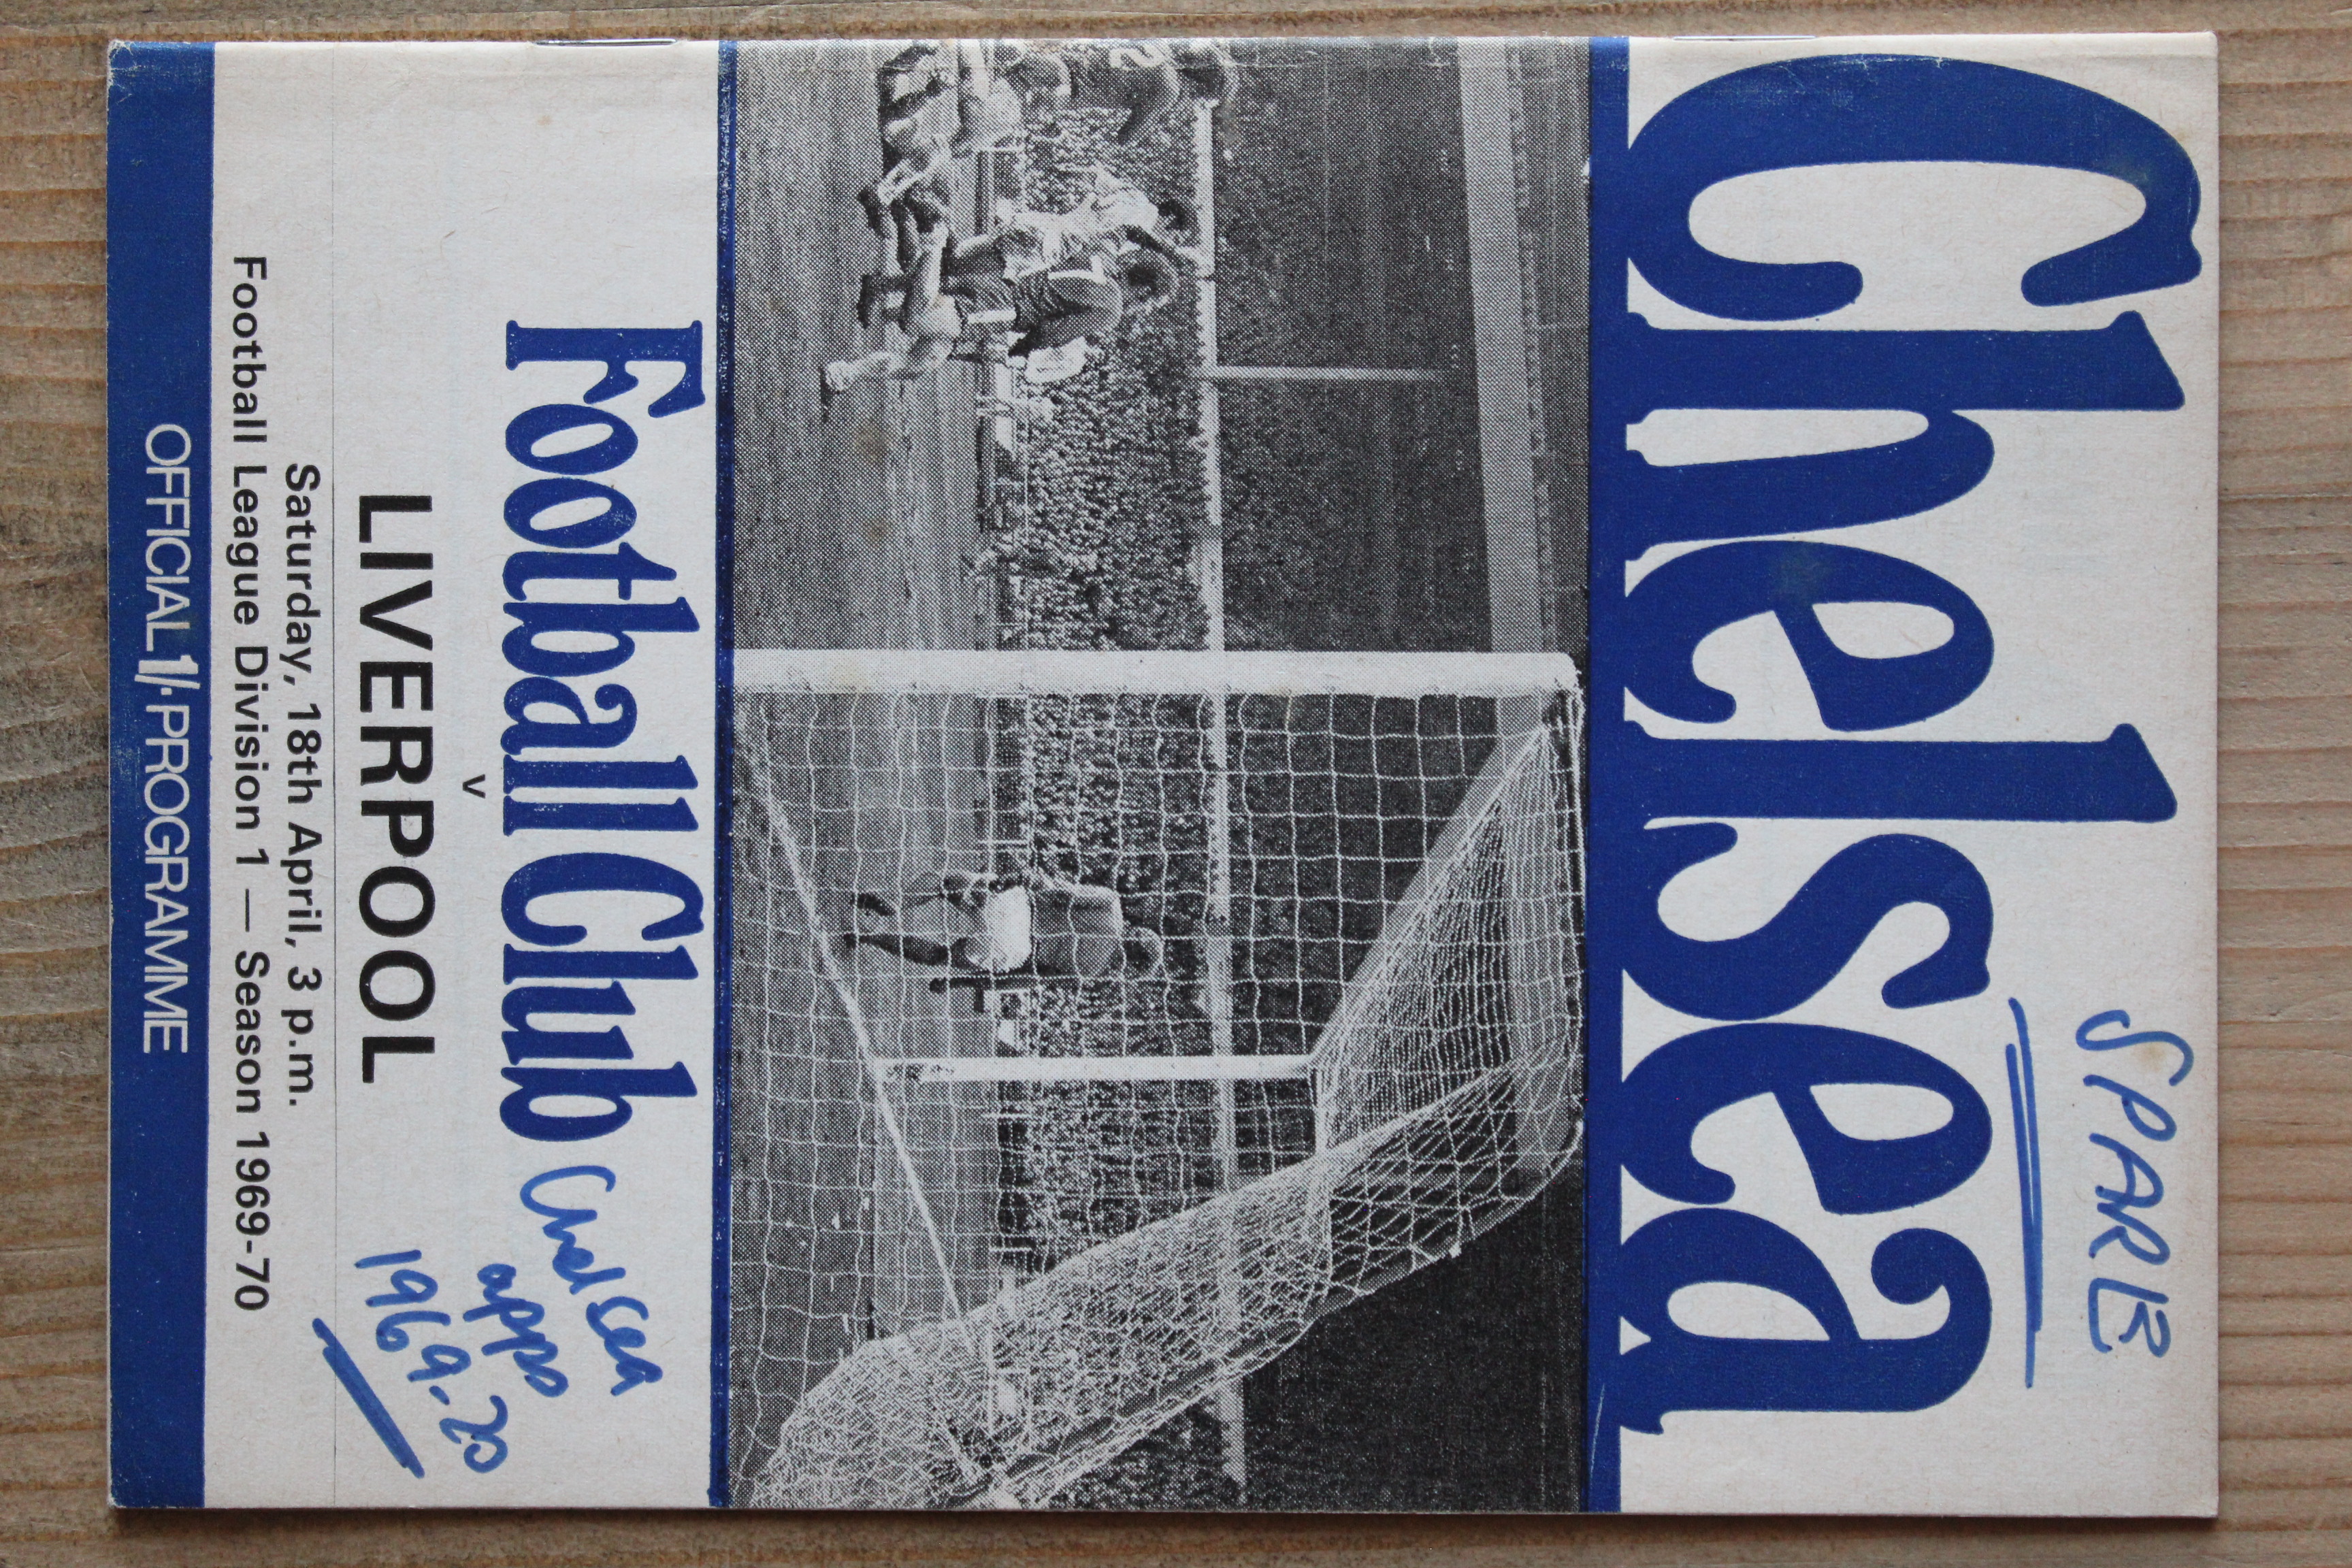 SPARE
Chelsea
Football Club
Chelsea
apps
1969-70
v
LIVERPOOL
Saturday, 18th April, 3 p.m.
Football League Division 1 — Season 1969-70
OFFICIAL 1/- PROGRAMME